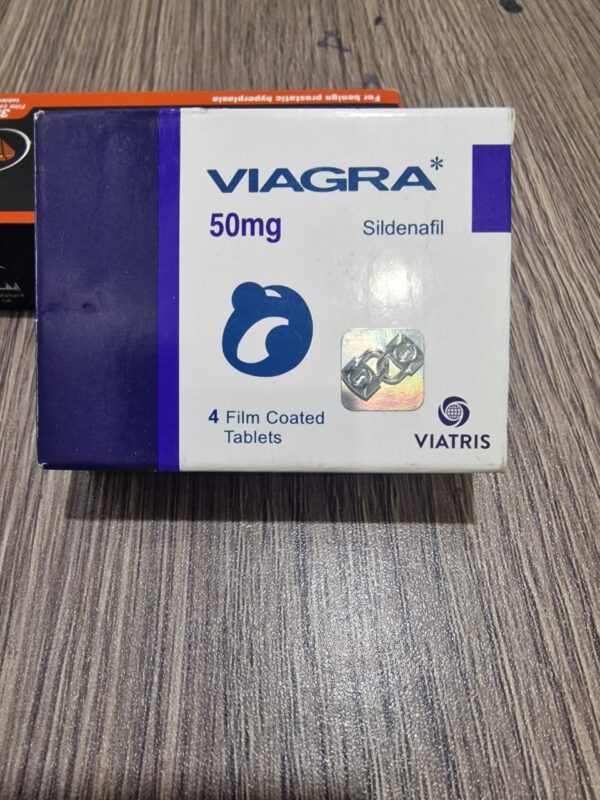 For benign prostatic hyperplasia
VIAGRA*
50mg
Sildenafil
4 Film Coated
Tablets
VIATRIS